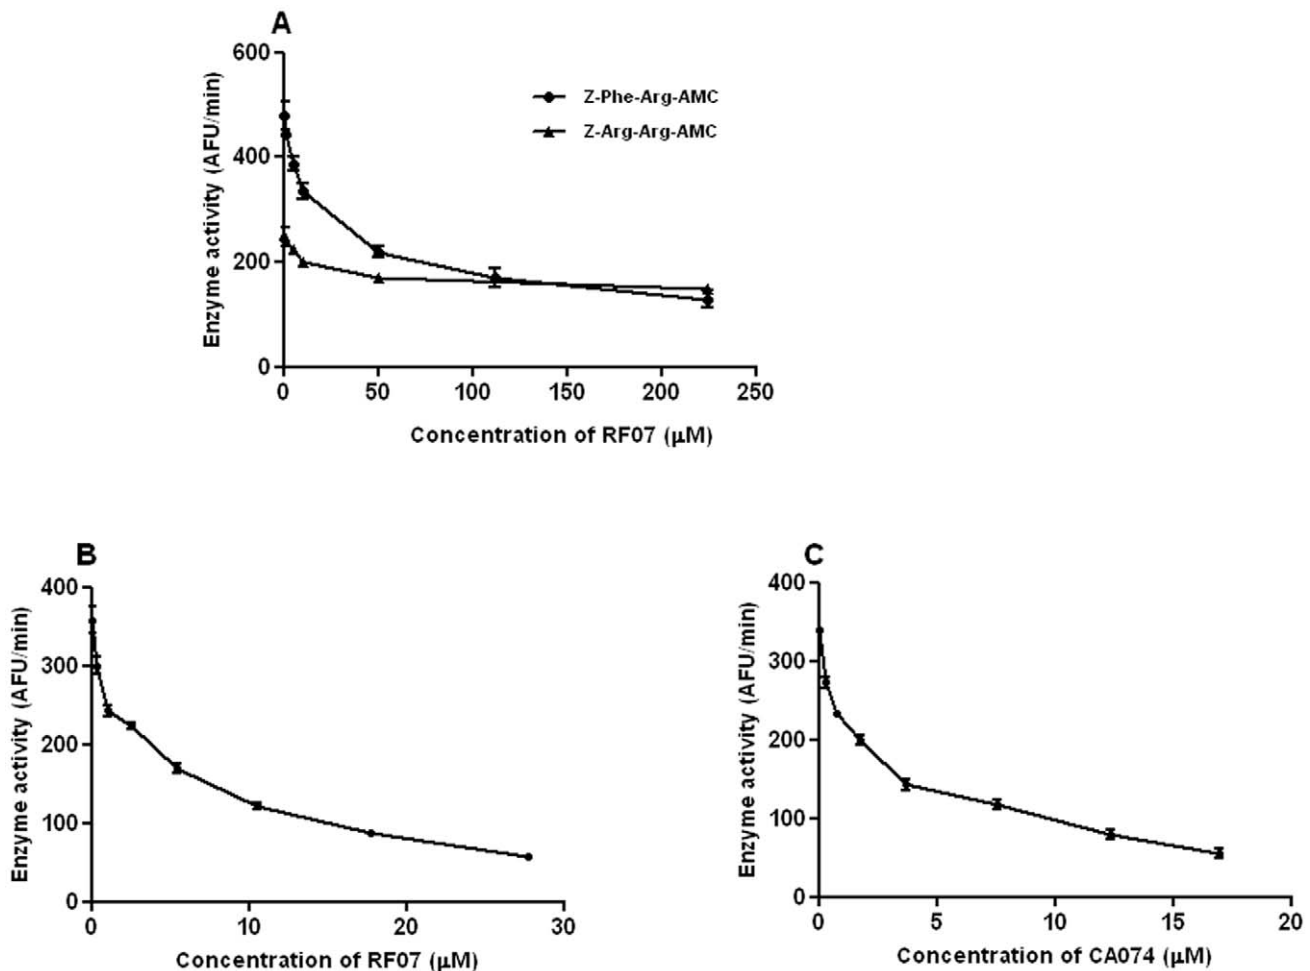 A
600
400
200
0
Enzyme activity (AFU/min)
Z-Phe-Arg-AMC
Z-Arg-Arg-AMC
0 50 100 150 200 250
Concentration of RF07 (µM)
B
400
300
200
100
0
Enzyme activity (AFU/min)
0 10 20 30
Concentration of RF07 (µM)
C
400
300
200
100
0
Enzyme activity (AFU/min)
0 5 10 15 20
Concentration of CA074 (µM)